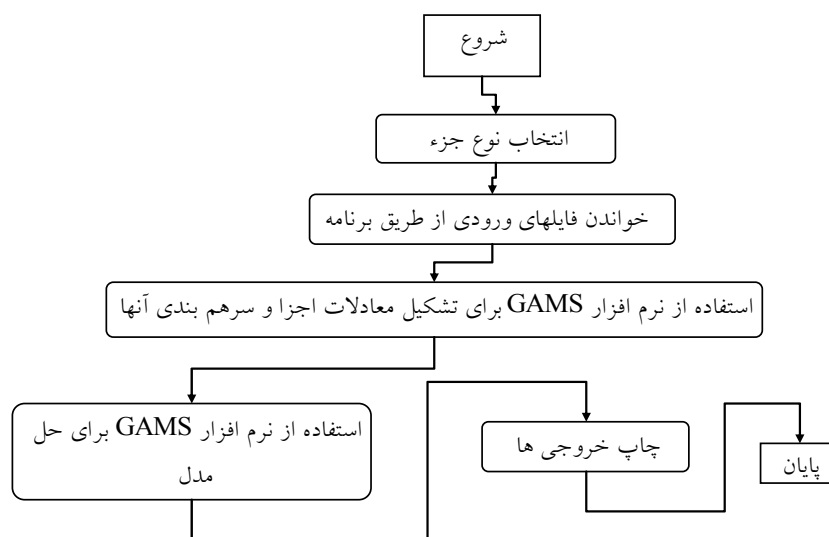 شروع
انتخاب نوع جزء
خواندن فایلهای ورودی از طریق برنامه
استفاده از نرم افزار GAMS برای تشکیل معادلات اجزا و سرهم بندی آنها
استفاده از نرم افزار GAMS برای حل
مدل
چاپ خروجی ها
پایان